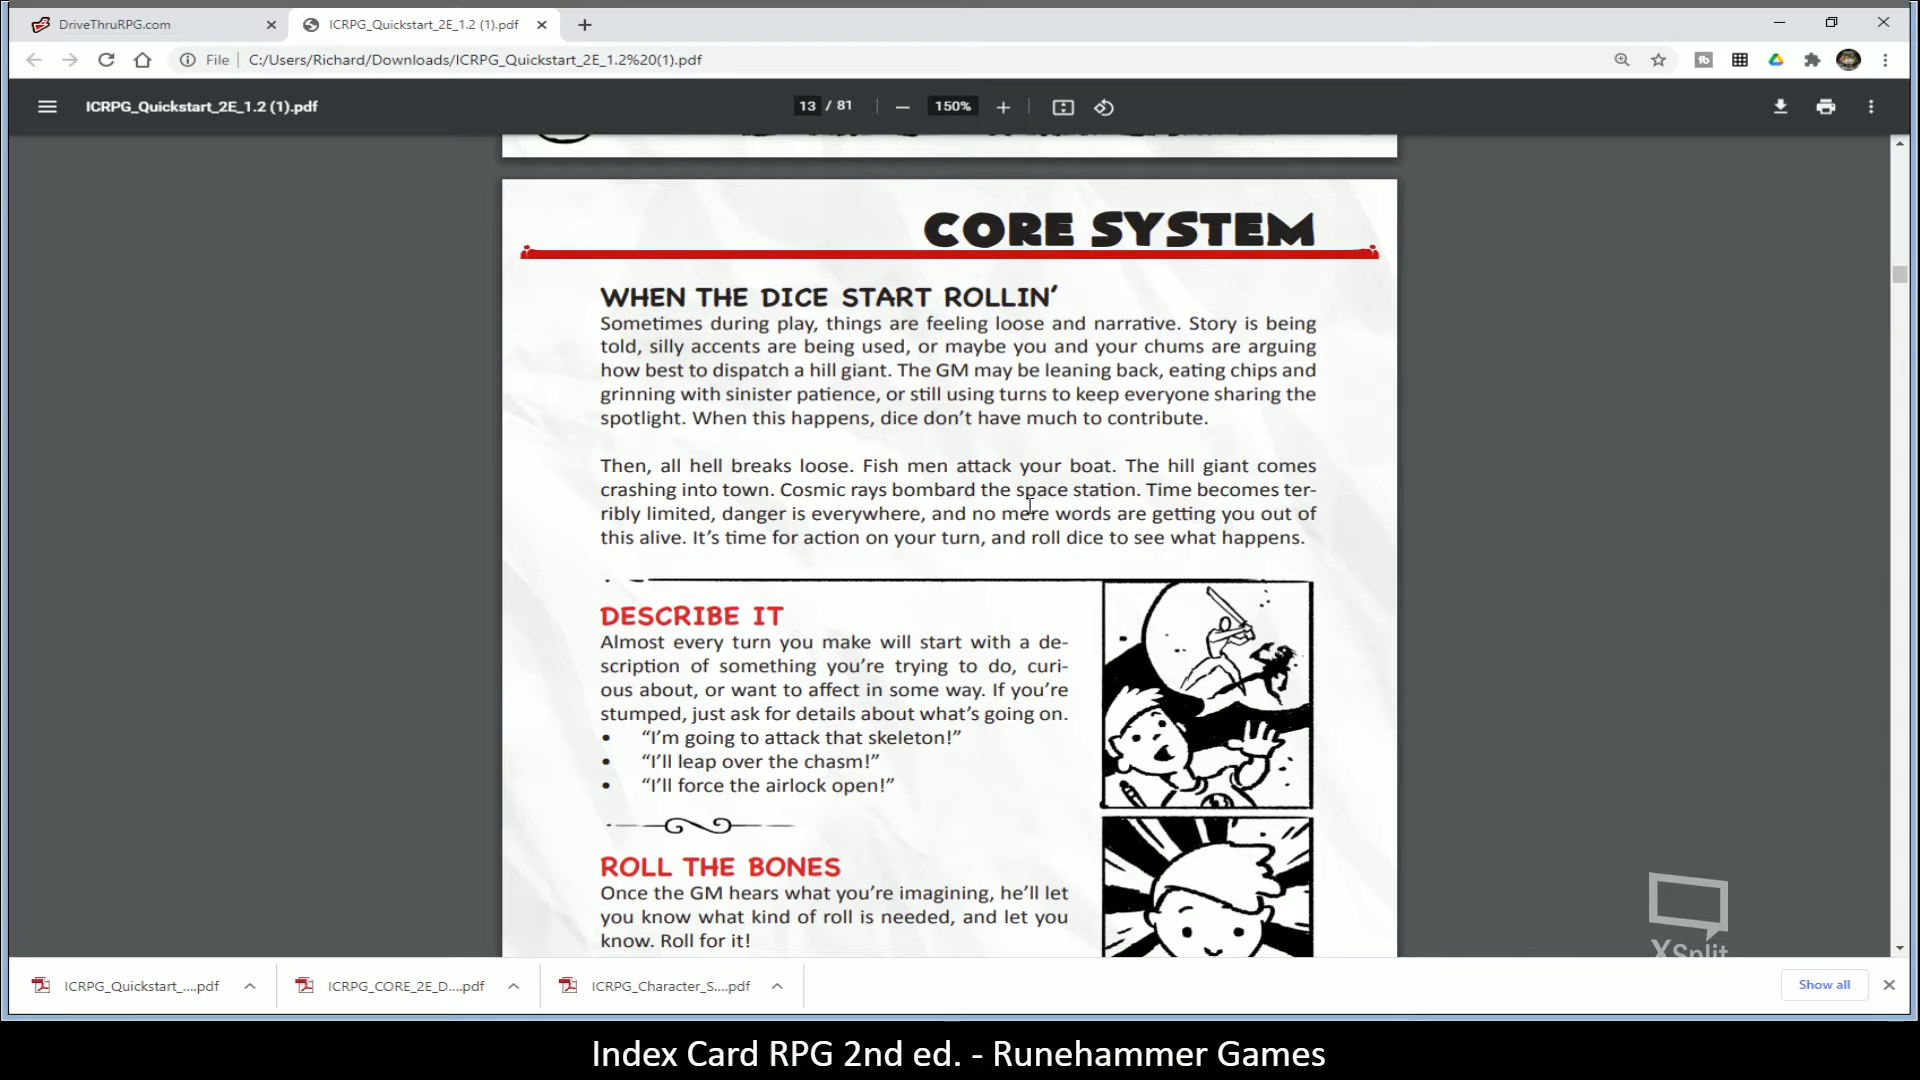 DriveThruRPG.com
ICRPG_Quickstart_2E_1.2 (1).pdf
File
C:/Users/Richard/Downloads/ICRPG_Quickstart_2E_1.2%20(1).pdf
ICRPG_Quickstart_2E_1.2 (1).pdf
13 / 81
150%
CORE SYSTEM
WHEN THE DICE START ROLLIN’
Sometimes during play, things are feeling loose and narrative. Story is being
told, silly accents are being used, or maybe you and your chums are arguing
how best to dispatch a hill giant. The GM may be leaning back, eating chips and
grinning with sinister patience, or still using turns to keep everyone sharing the
spotlight. When this happens, dice don’t have much to contribute.
Then, all hell breaks loose. Fish men attack your boat. The hill giant comes
crashing into town. Cosmic rays bombard the space station. Time becomes ter-
ribly limited, danger is everywhere, and no mere words are getting you out of
this alive. It’s time for action on your turn, and roll dice to see what happens.
DESCRIBE IT
Almost every turn you make will start with a de-
scription of something you’re trying to do, curi-
ous about, or want to affect in some way. If you’re
stumped, just ask for details about what’s going on.
• “I’m going to attack that skeleton!”
• “I’ll leap over the chasm!”
• “I’ll force the airlock open!”
ROLL THE BONES
Once the GM hears what you’re imagining, he’ll let
you know what kind of roll is needed, and let you
know. Roll for it!
XSplit
ICRPG_Quickstart_....pdf
ICRPG_CORE_2E_D....pdf
ICRPG_Character_S....pdf
Show all
Index Card RPG 2nd ed. - Runehammer Games